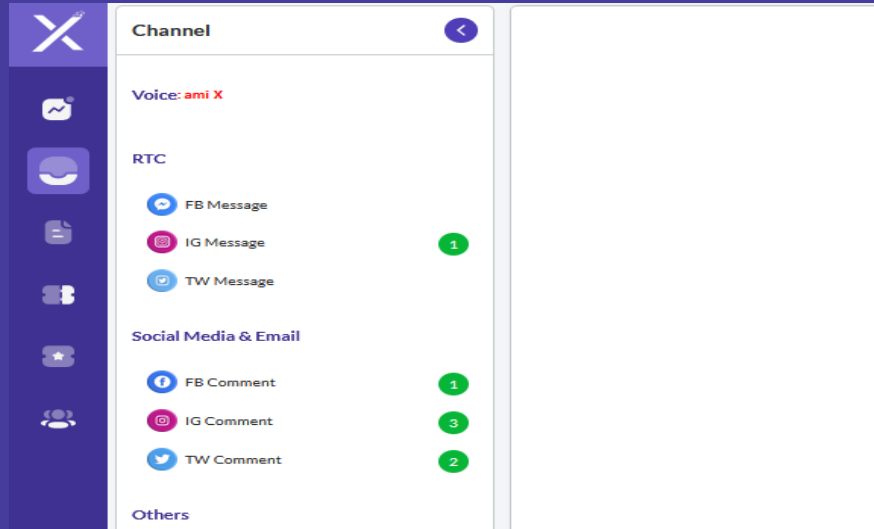 Channel
Voice: ami X
RTC
FB Message
IG Message 1
TW Message
Social Media & Email
FB Comment 1
IG Comment 3
TW Comment 2
Others